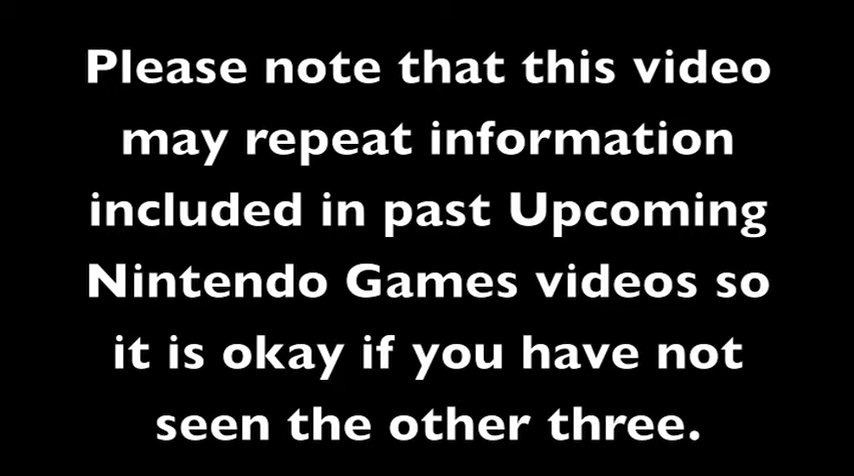 Please note that this video
may repeat information
included in past Upcoming
Nintendo Games videos so
it is okay if you have not
seen the other three.